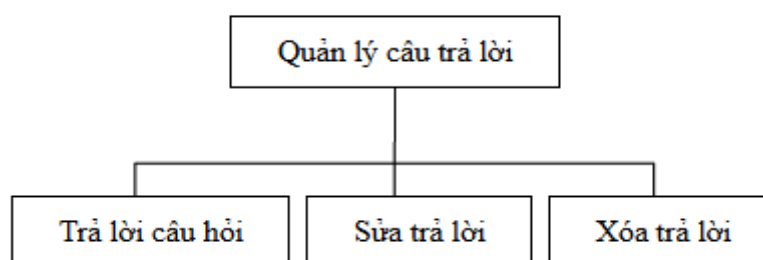 Quản lý câu trả lời
Trả lời câu hỏi
Sửa trả lời
Xóa trả lời